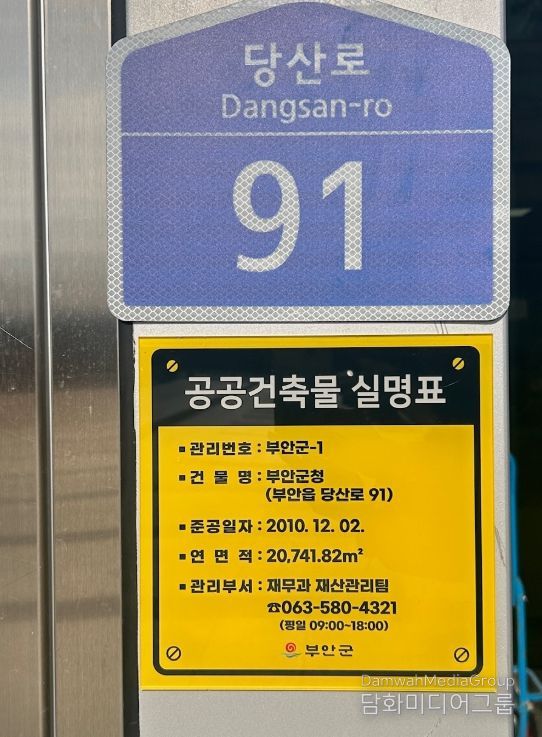 당산로
Dangsan-ro
91
공공건축물 실명표
▪ 관리번호 : 부안군-1
▪ 건 물 명 : 부안군청
(부안읍 당산로 91)
▪ 준공일자 : 2010. 12. 02.
▪ 연 면 적 : 20,741.82m²
▪ 관리부서 : 재무과 재산관리팀
☎063-580-4321
(평일 09:00~18:00)
부안군
DamwahMediaGroup
담화미디어그룹